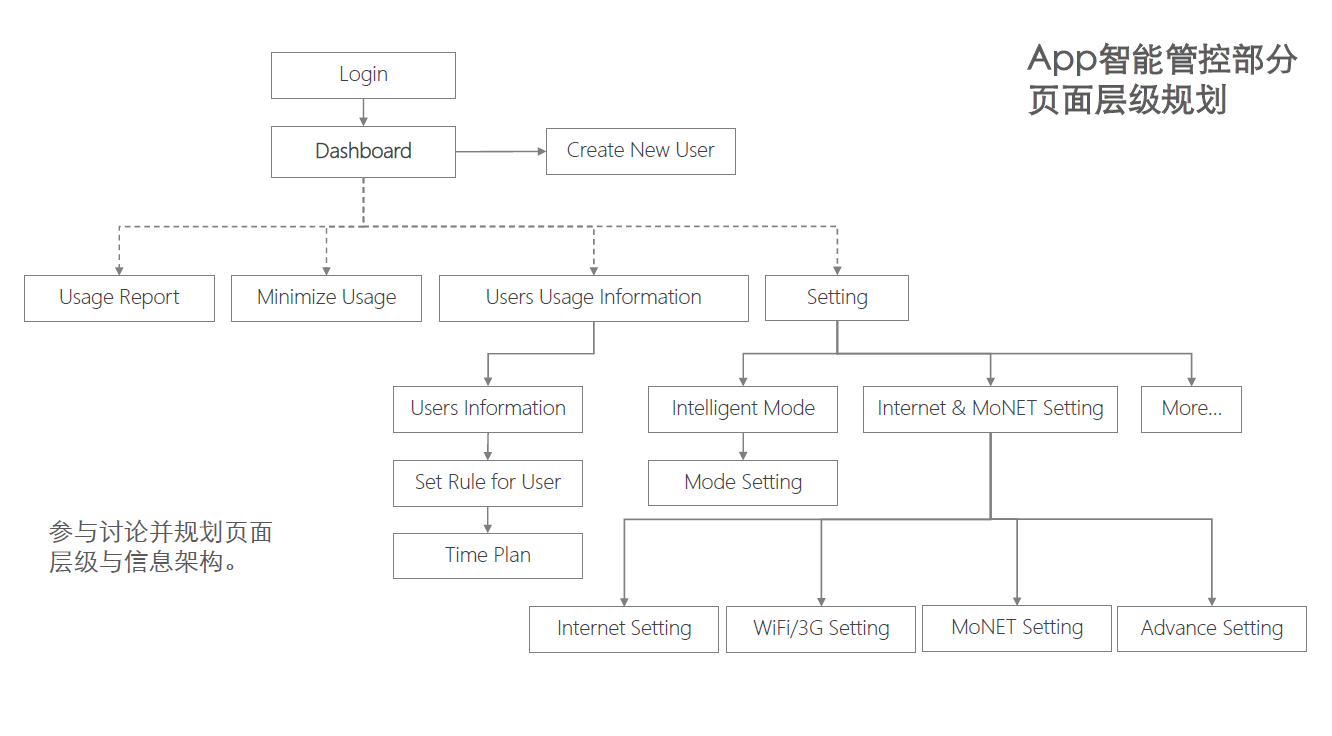 App智能管控部分
页面层级规划
Login
Dashboard
Create New User
Usage Report
Minimize Usage
Users Usage Information
Setting
Users Information
Intelligent Mode
Internet & MoNET Setting
More...
Set Rule for User
Mode Setting
参与讨论并规划页面
层级与信息架构。
Time Plan
Internet Setting
WiFi/3G Setting
MoNET Setting
Advance Setting